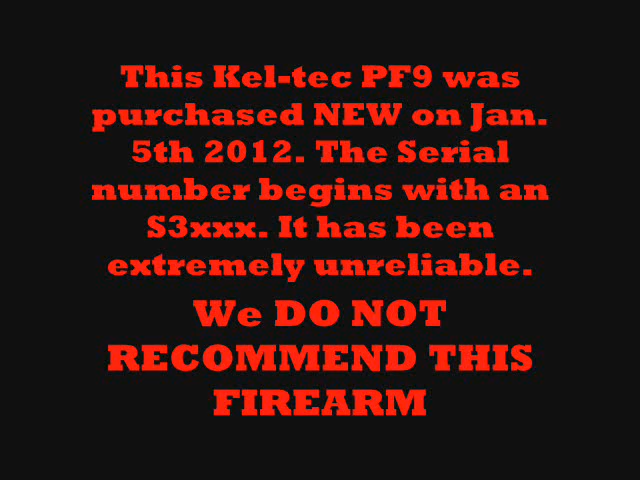 This Kel-tec PF9 was
purchased NEW on Jan.
5th 2012. The Serial
number begins with an
S3xxx. It has been
extremely unreliable.
We DO NOT
RECOMMEND THIS
FIREARM